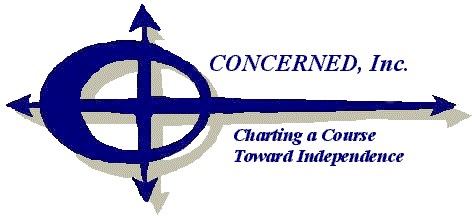 CONCERNED, Inc.
Charting a Course
Toward Independence